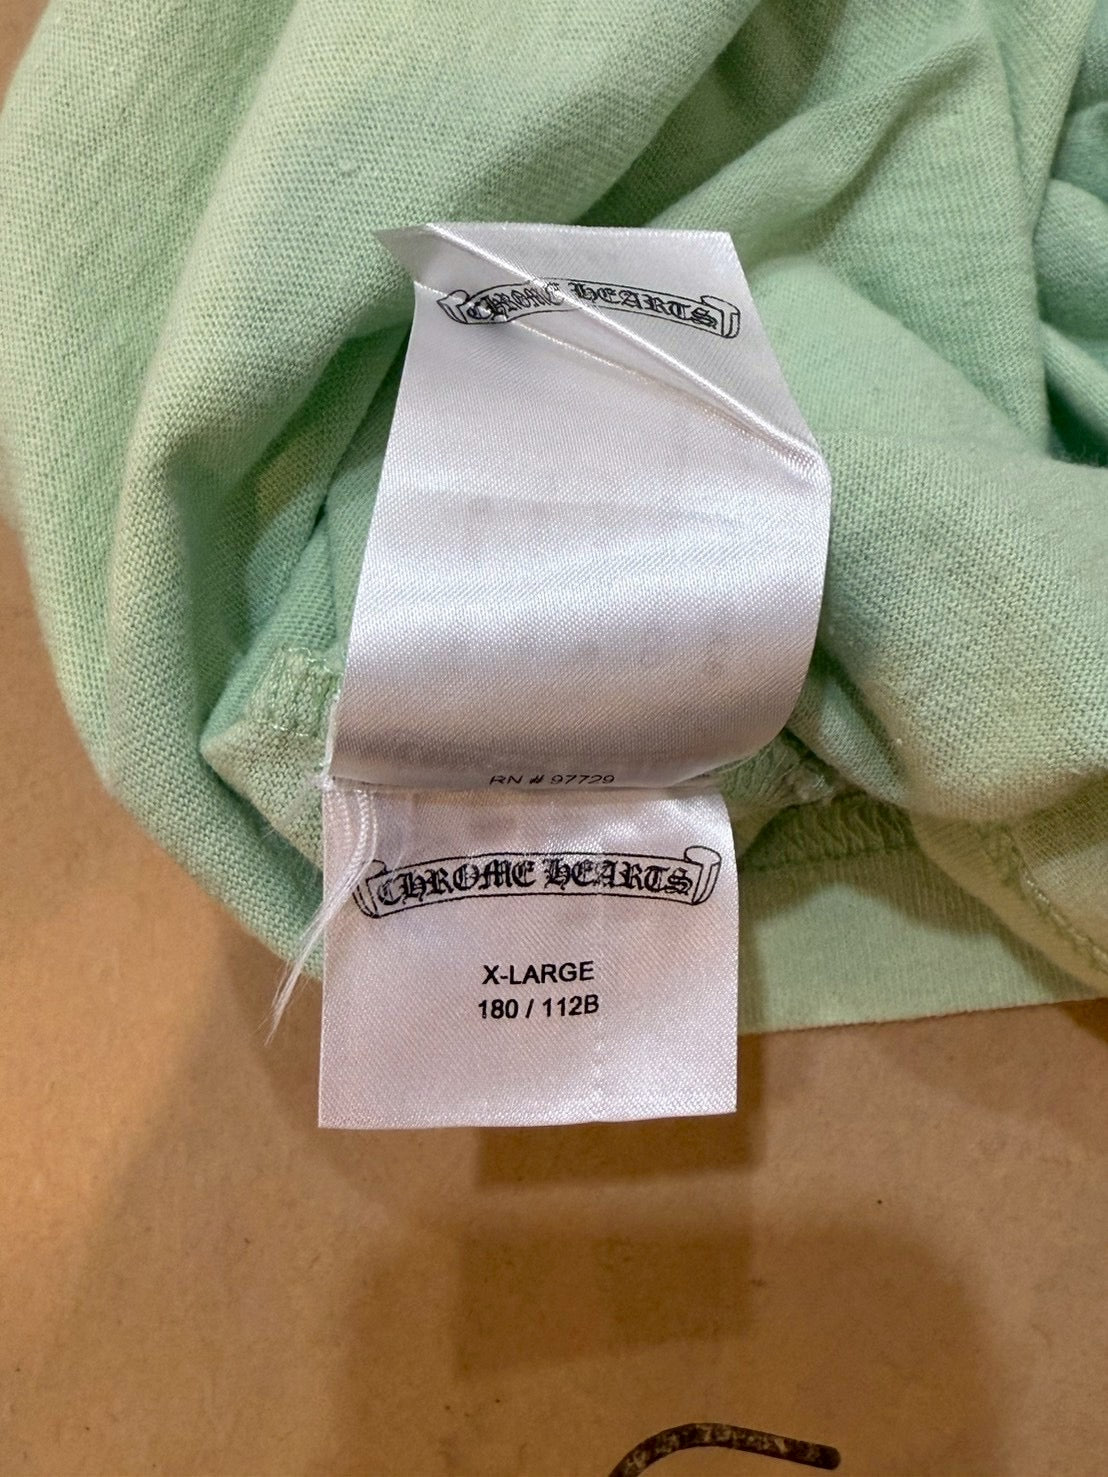 CHROME HEARTS
RN # 97729
CHROME HEARTS
X-LARGE
180 / 112B